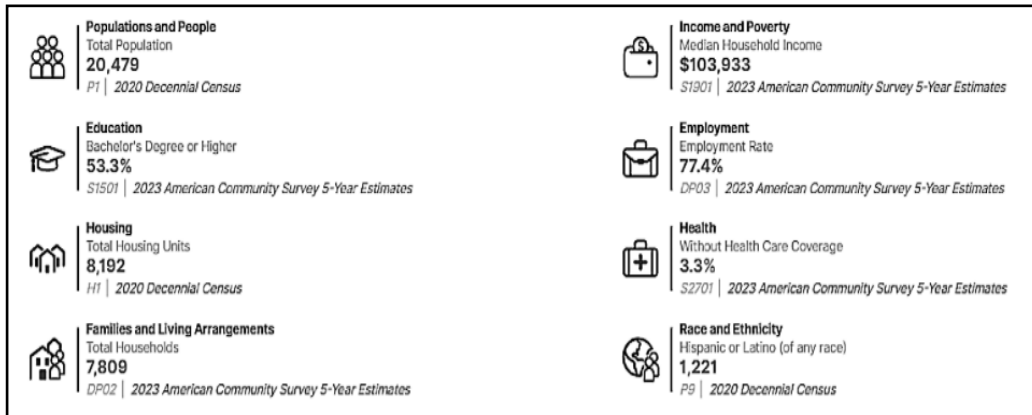 Populations and People
Total Population
20,479
P1 | 2020 Decennial Census
Education
Bachelor's Degree or Higher
53.3%
S1501 | 2023 American Community Survey 5-Year Estimates
Housing
Total Housing Units
8,192
H1 | 2020 Decennial Census
Families and Living Arrangements
Total Households
7,809
DP02 | 2023 American Community Survey 5-Year Estimates
Income and Poverty
Median Household Income
$103,933
S1901 | 2023 American Community Survey 5-Year Estimates
Employment
Employment Rate
77.4%
DP03 | 2023 American Community Survey 5-Year Estimates
Health
Without Health Care Coverage
3.3%
S2701 | 2023 American Community Survey 5-Year Estimates
Race and Ethnicity
Hispanic or Latino (of any race)
1,221
P9 | 2020 Decennial Census